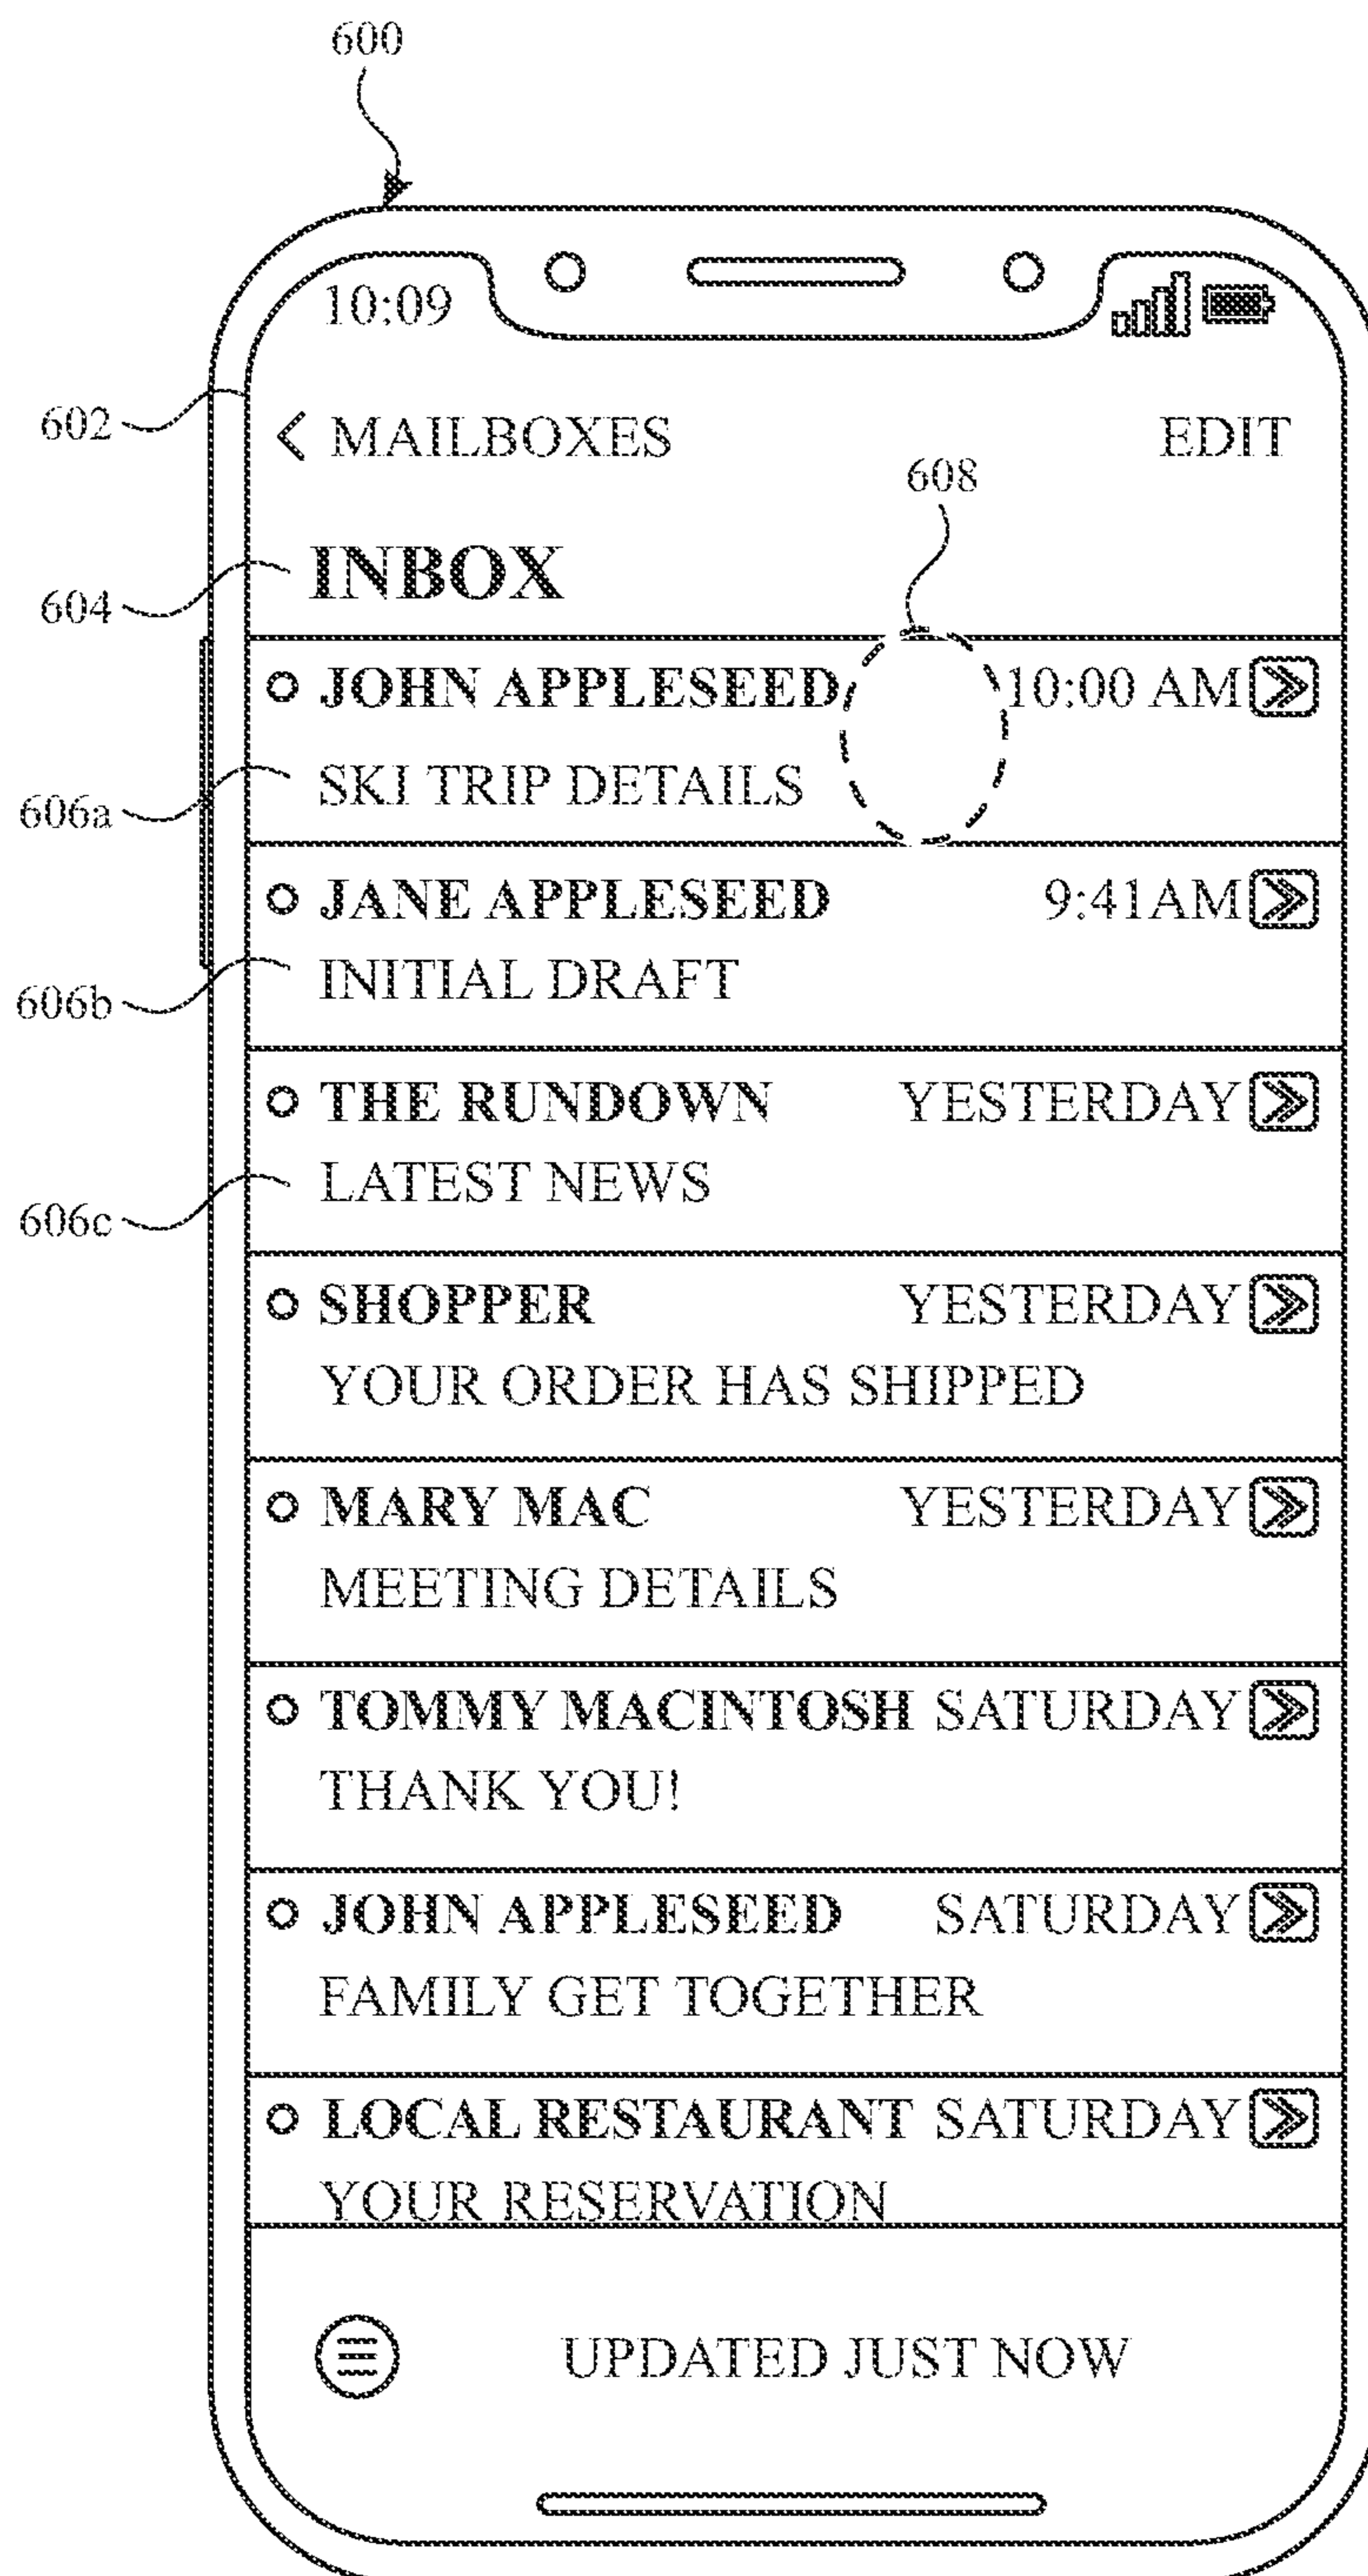 600
10:09
602
< MAILBOXES EDIT
608
604
INBOX
JOHN APPLESEED 10:00 AM
606a
SKI TRIP DETAILS
JANE APPLESEED 9:41AM
606b
INITIAL DRAFT
THE RUNDOWN YESTERDAY
606c
LATEST NEWS
SHOPPER YESTERDAY
YOUR ORDER HAS SHIPPED
MARY MAC YESTERDAY
MEETING DETAILS
TOMMY MACINTOSH SATURDAY
THANK YOU!
JOHN APPLESEED SATURDAY
FAMILY GET TOGETHER
LOCAL RESTAURANT SATURDAY
YOUR RESERVATION
UPDATED JUST NOW